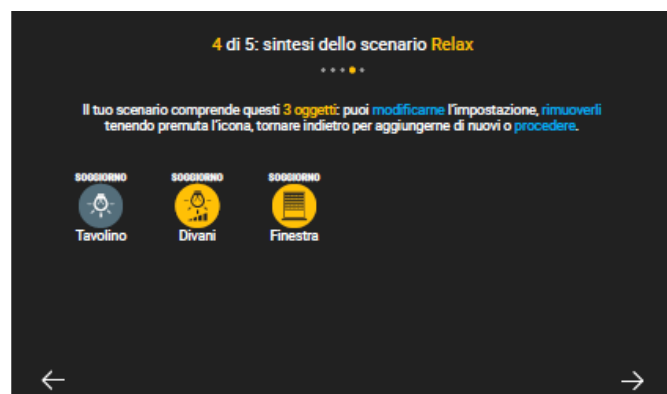 4 di 5: sintesi dello scenario Relax
Il tuo scenario comprende questi 3 oggetti: puoi modificarne l'impostazione, rimuoverli
tenendo premuta l'icona, tornare indietro per aggiungerne di nuovi o procedere.
SOGGIORNO SOGGIORNO SOGGIORNO
Tavolino Divani Finestra